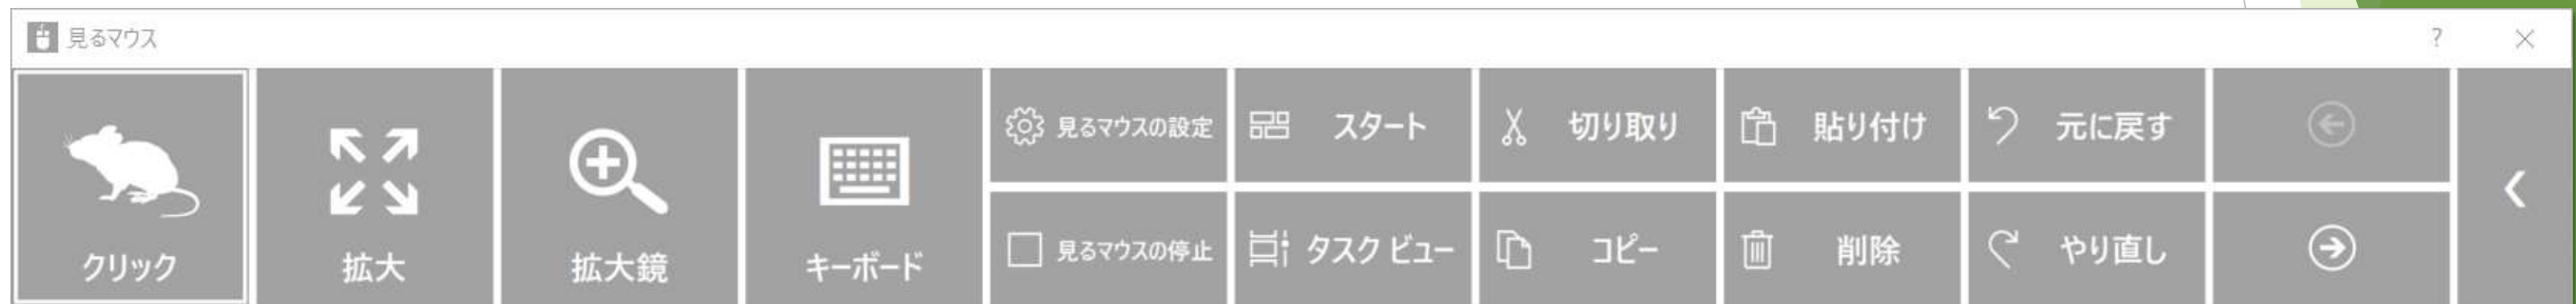 見るマウス ?
クリック
拡大
拡大鏡
キーボード
見るマウスの設定
見るマウスの停止
スタート
タスク ビュー
切り取り
コピー
貼り付け
削除
元に戻す
やり直し